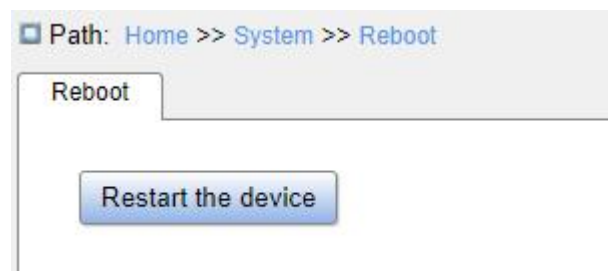 Path: Home >> System >> Reboot
Reboot
Restart the device